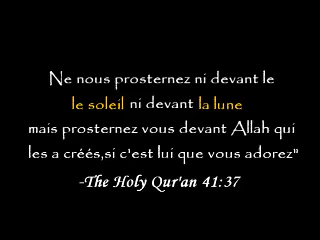 Ne nous prosternez ni devant le
le soleil ni devant la lune
mais prosternez vous devant Allah qui
les a créés,si c'est lui que vous adorez"
-The Holy Qur'an 41:37